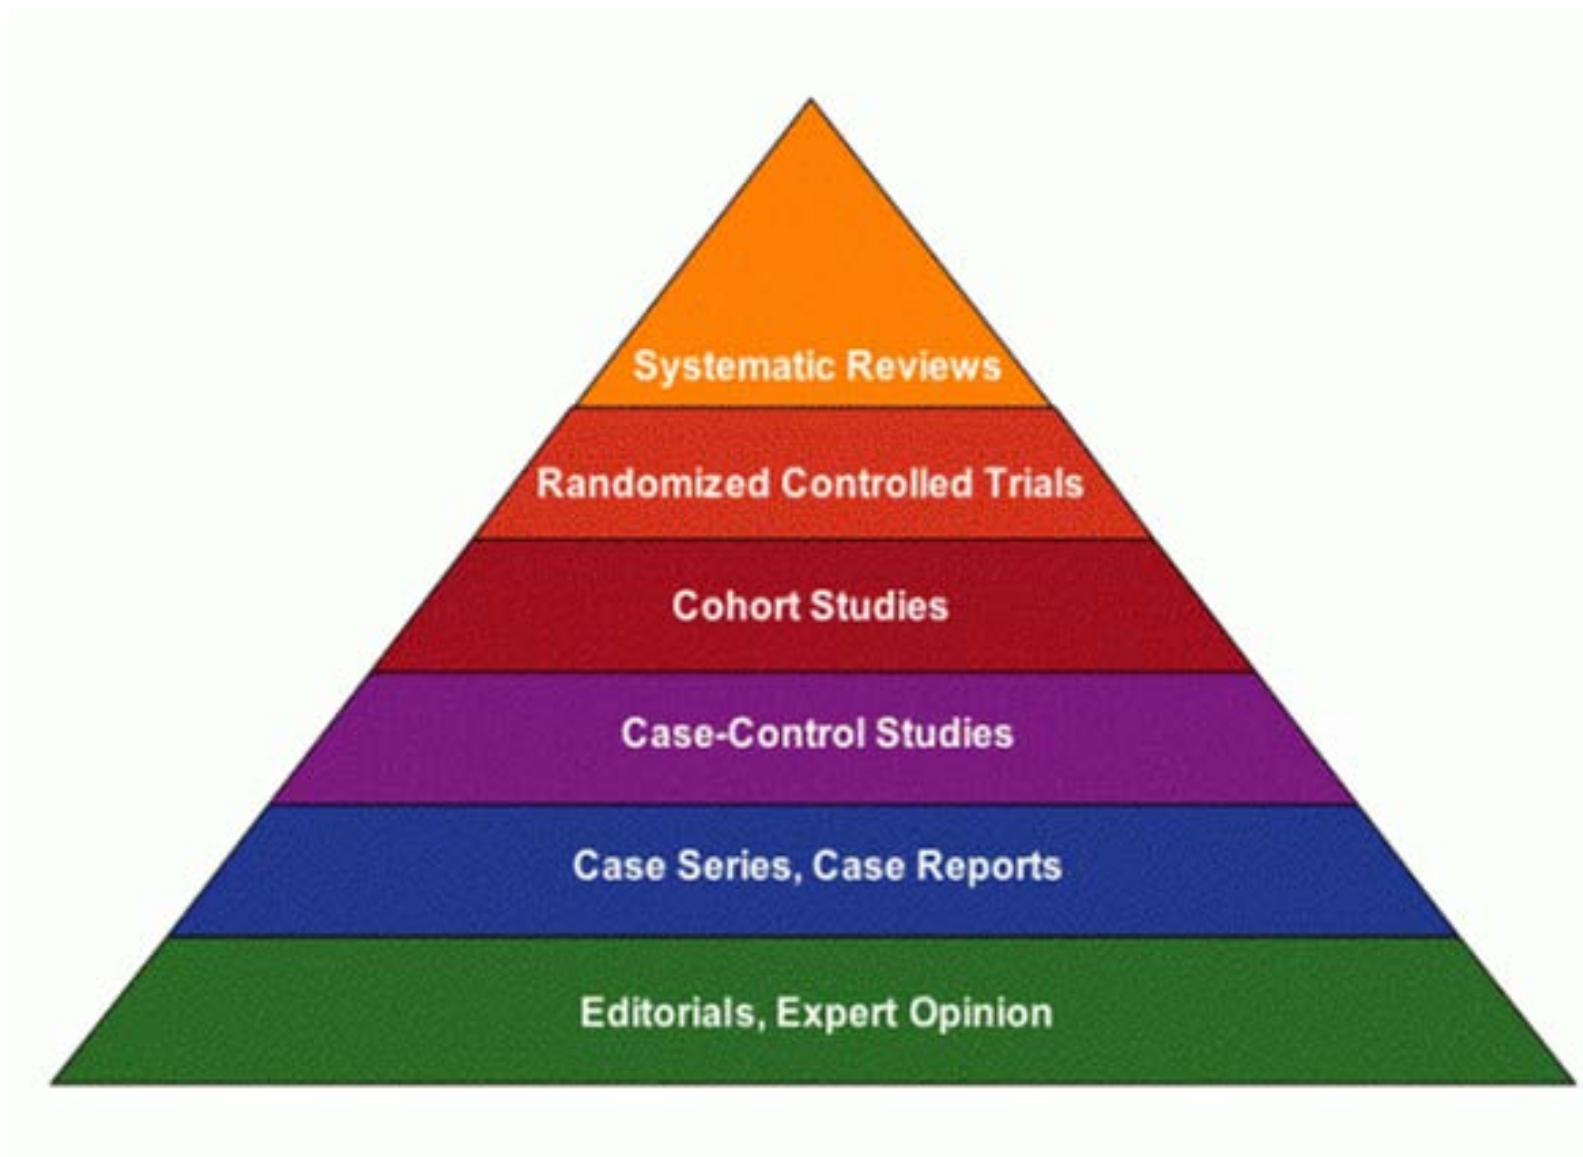 Systematic Reviews
Randomized Controlled Trials
Cohort Studies
Case-Control Studies
Case Series, Case Reports
Editorials, Expert Opinion